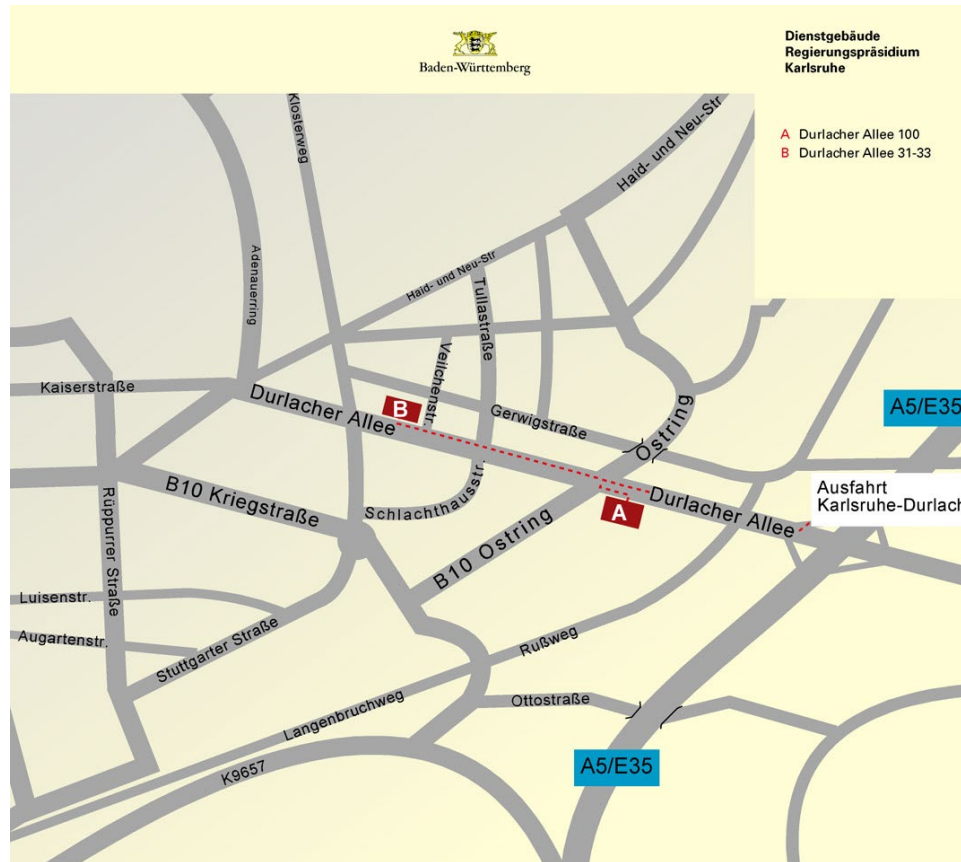 Baden-Württemberg
Dienstgebäude
Regierungspräsidium
Karlsruhe
A Durlacher Allee 100
B Durlacher Allee 31-33
Klosterweg
Haid- und Neu-Str
Adenauerring
Haid- und Neu-Str
Tullastraße
Veilchenstr.
Kaiserstraße
Durlacher Allee
B
Gerwigstraße
Ostring
A5/E35
Ausfahrt
Karlsruhe-Durlach
Durlacher Allee
A
B10 Kriegstraße
Schlachthausstr.
B10 Ostring
Rüppurrer Straße
Luisenstr.
Augartenstr.
Stuttgarter Straße
Rußweg
Ottostraße
Langenbruchweg
K9657
A5/E35